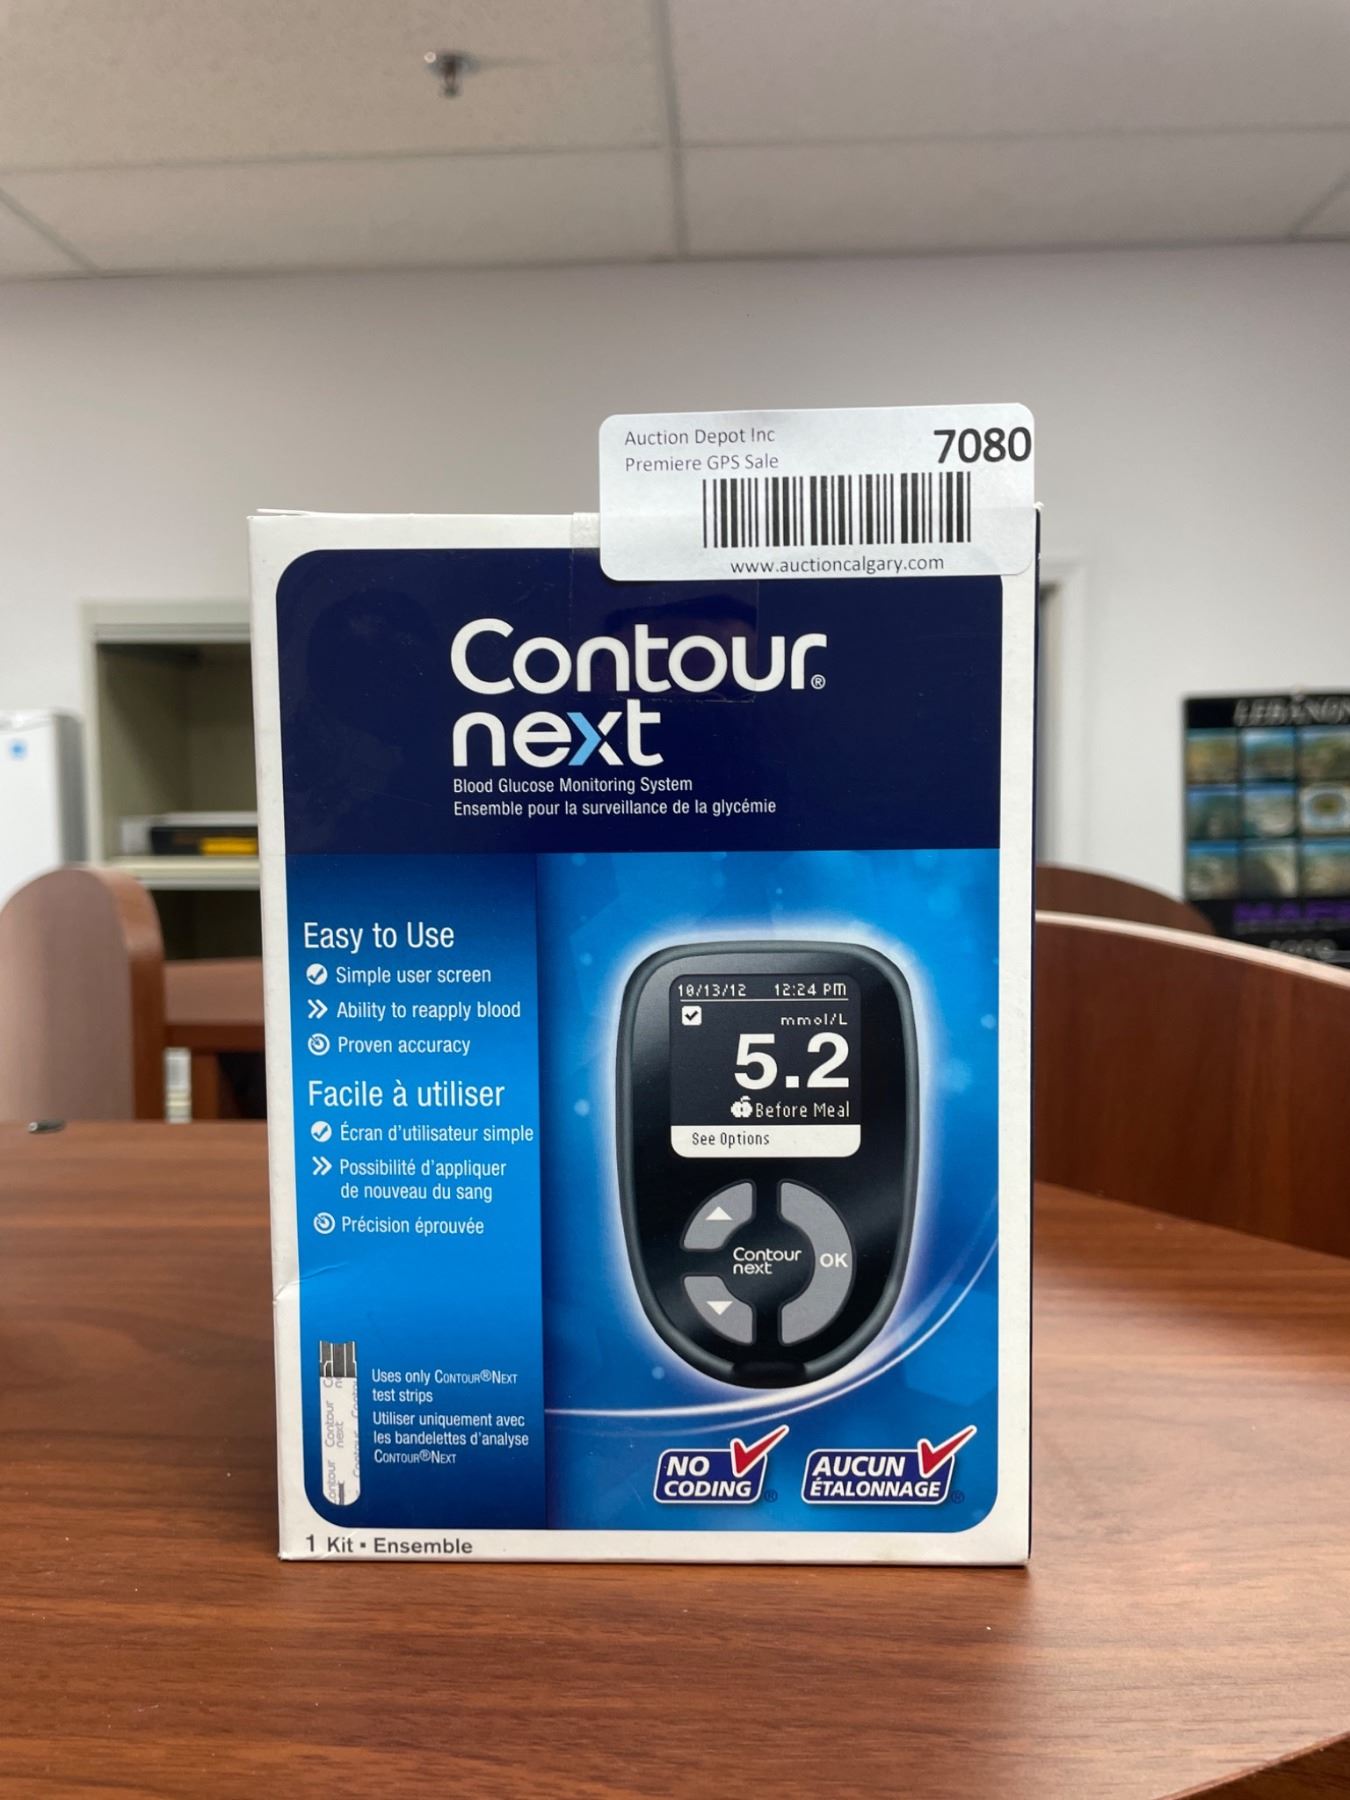 Auction Depot Inc
Premiere GPS Sale
7080
www.auctioncalgary.com
Contour®
next
Blood Glucose Monitoring System
Ensemble pour la surveillance de la glycémie
Easy to Use
Simple user screen
Ability to reapply blood
Proven accuracy
Facile à utiliser
Écran d'utilisateur simple
Possibilité d'appliquer
de nouveau du sang
Précision éprouvée
10/13/12 12:24 PM
mmol/L
5.2
Before Meal
See Options
Contour
next
OK
Contour
next
Uses only CONTOUR®NEXT
test strips
Utiliser uniquement avec
les bandelettes d'analyse
CONTOUR®NEXT
NO
CODING®
AUCUN
ÉTALONNAGE®
1 Kit • Ensemble
LEBANON